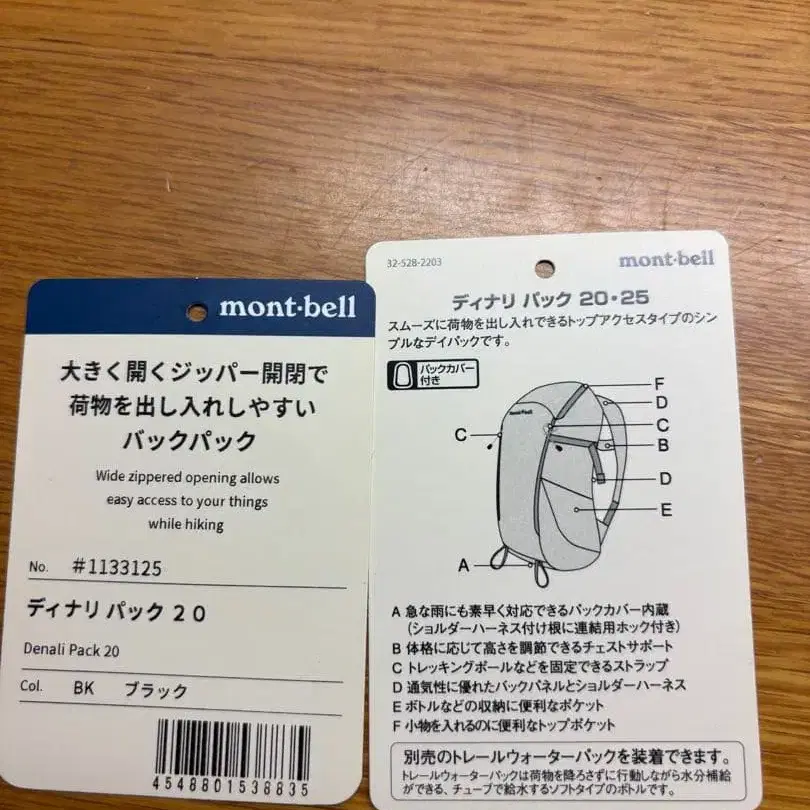 mont-bell
大きく開くジッパー開閉で
荷物を出し入れしやすい
バックパック
Wide zippered opening allows
easy access to your things
while hiking
No. #1133125
ディナリ パック 20
Denali Pack 20
Col. BK ブラック
4548801538835
32-528-2203
mont-bell
ディナリ パック 20・25
スムーズに荷物を出し入れできるトップアクセスタイプのシン
プルなデイパックです。
パックカバー
付き
mont-bell
F
D
C
C
B
D
E
A
A 急な雨にも素早く対応できるパックカバー内蔵
(ショルダーハーネス付け根に連結用ホック付き)
B 体格に応じて高さを調節できるチェストサポート
C トレッキングポールなどを固定できるストラップ
D 通気性に優れたバックパネルとショルダーハーネス
E ボトルなどの収納に便利なポケット
F 小物を入れるのに便利なトップポケット
別売のトレールウォーターパックを装着できます。
トレールウォーターパックは荷物を降ろさずに行動しながら水分補給
ができる、チューブで給水するソフトタイプのボトルです。